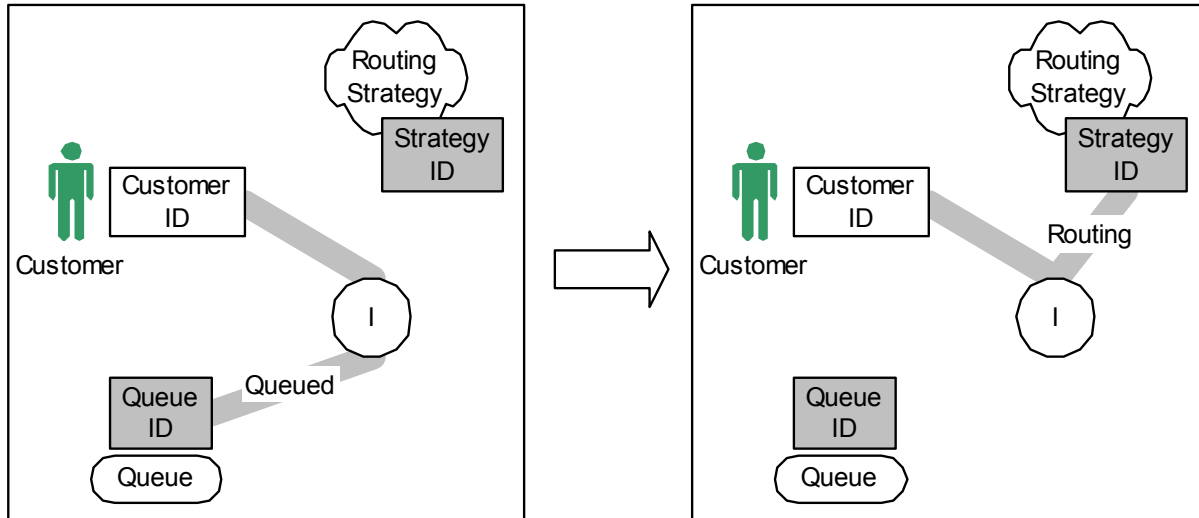 Routing
Strategy
Strategy
ID
Customer
ID
Customer
I
Queued
Queue
ID
Queue
Routing
Strategy
Strategy
ID
Customer
ID
Routing
Customer
I
Queue
ID
Queue